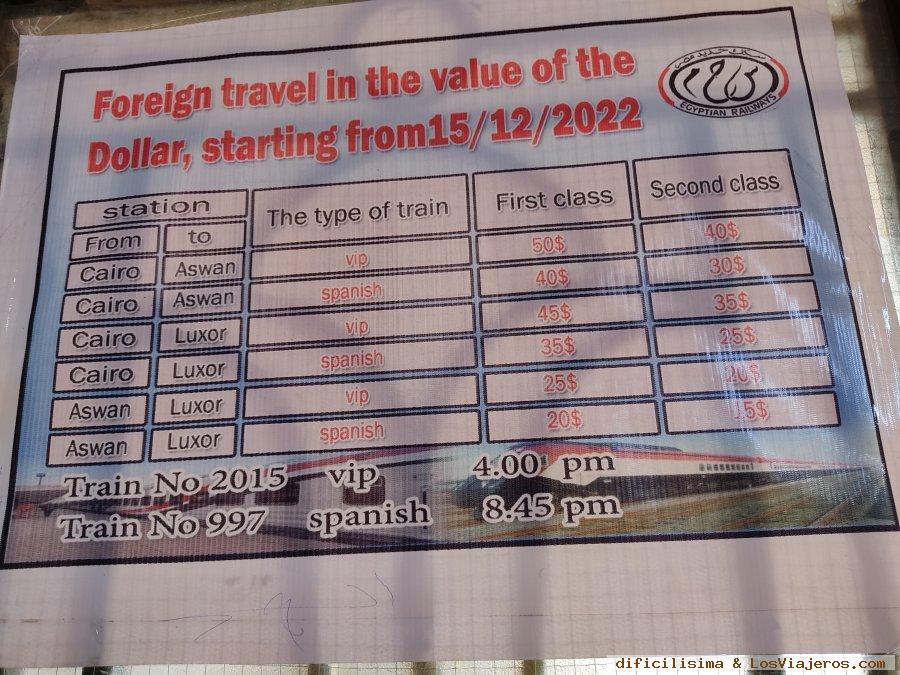 Foreign travel in the value of the
Dollar, starting from15/12/2022
EGYPTIAN RAILWAYS
station The type of train First class Second class
From to
Cairo Aswan vip 50$ 40$
Cairo Aswan spanish 40$ 30$
Cairo Luxor vip 45$ 35$
Cairo Luxor spanish 35$ 25$
Aswan Luxor vip 25$ 20$
Aswan Luxor spanish 20$
Train No 2015 vip 4.00 pm
Train No 997 spanish 8.45 pm
dificilisima & LosViajeros.com